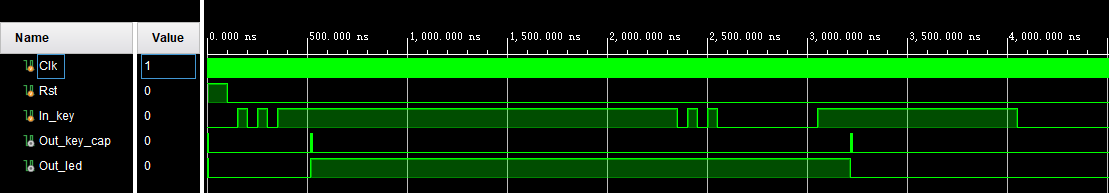 Name Value
0.000 ns 500.000 ns 1,000.000 ns 1,500.000 ns 2,000.000 ns 2,500.000 ns 3,000.000 ns 3,500.000 ns 4,000.000 ns
Clk 1
Rst 0
In_key 0
Out_key_cap 0
Out_led 0